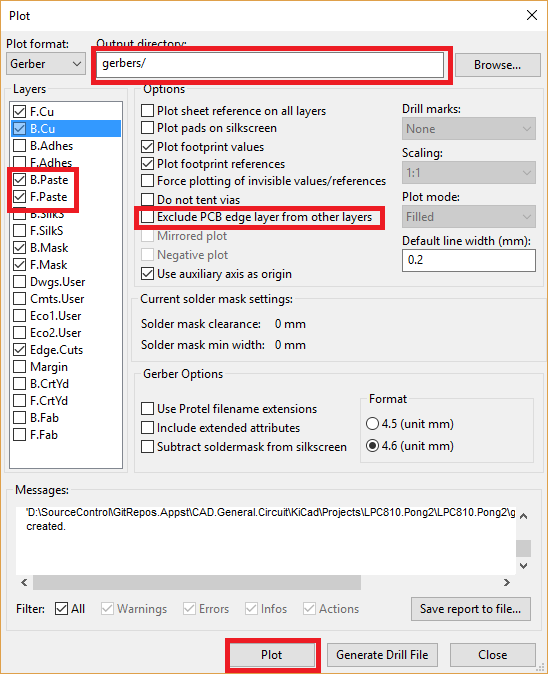 Plot
Plot format:
Output directory:
Gerber
gerbers/
Browse...
Layers
F.Cu
B.Cu
B.Adhes
F.Adhes
B.Paste
F.Paste
B.SilkS
F.SilkS
B.Mask
F.Mask
Dwgs.User
Cmts.User
Eco1.User
Eco2.User
Edge.Cuts
Margin
B.CrtYd
F.CrtYd
B.Fab
F.Fab
Options
Plot sheet reference on all layers
Plot pads on silkscreen
Plot footprint values
Plot footprint references
Force plotting of invisible values/references
Do not tent vias
Exclude PCB edge layer from other layers
Mirrored plot
Negative plot
Use auxiliary axis as origin
Drill marks:
None
Scaling:
1:1
Plot mode:
Filled
Default line width (mm):
0.2
Current solder mask settings:
Solder mask clearance: 0 mm
Solder mask min width: 0 mm
Gerber Options
Use Protel filename extensions
Include extended attributes
Subtract soldermask from silkscreen
Format
4.5 (unit mm)
4.6 (unit mm)
Messages:
'D:\SourceControl\GitRepos.Appst\CAD.General.Circuit\KiCad\Projects\LPC810.Pong2\LPC810.Pong2\g
created.
Filter: All Warnings Errors Infos Actions
Save report to file...
Plot
Generate Drill File
Close